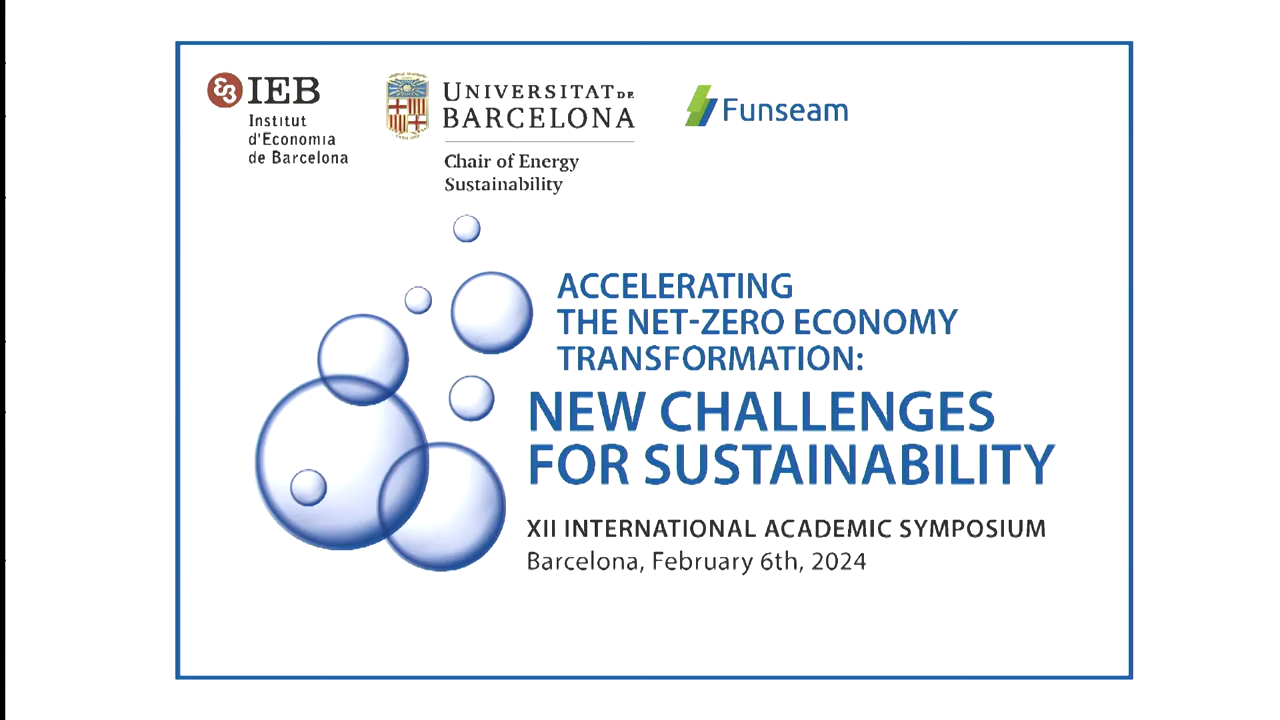 IEB
Institut
d'Economia
de Barcelona
UNIVERSITAT DE
BARCELONA
Chair of Energy
Sustainability
Funseam
ACCELERATING
THE NET-ZERO ECONOMY
TRANSFORMATION:
NEW CHALLENGES
FOR SUSTAINABILITY
XII INTERNATIONAL ACADEMIC SYMPOSIUM
Barcelona, February 6th, 2024